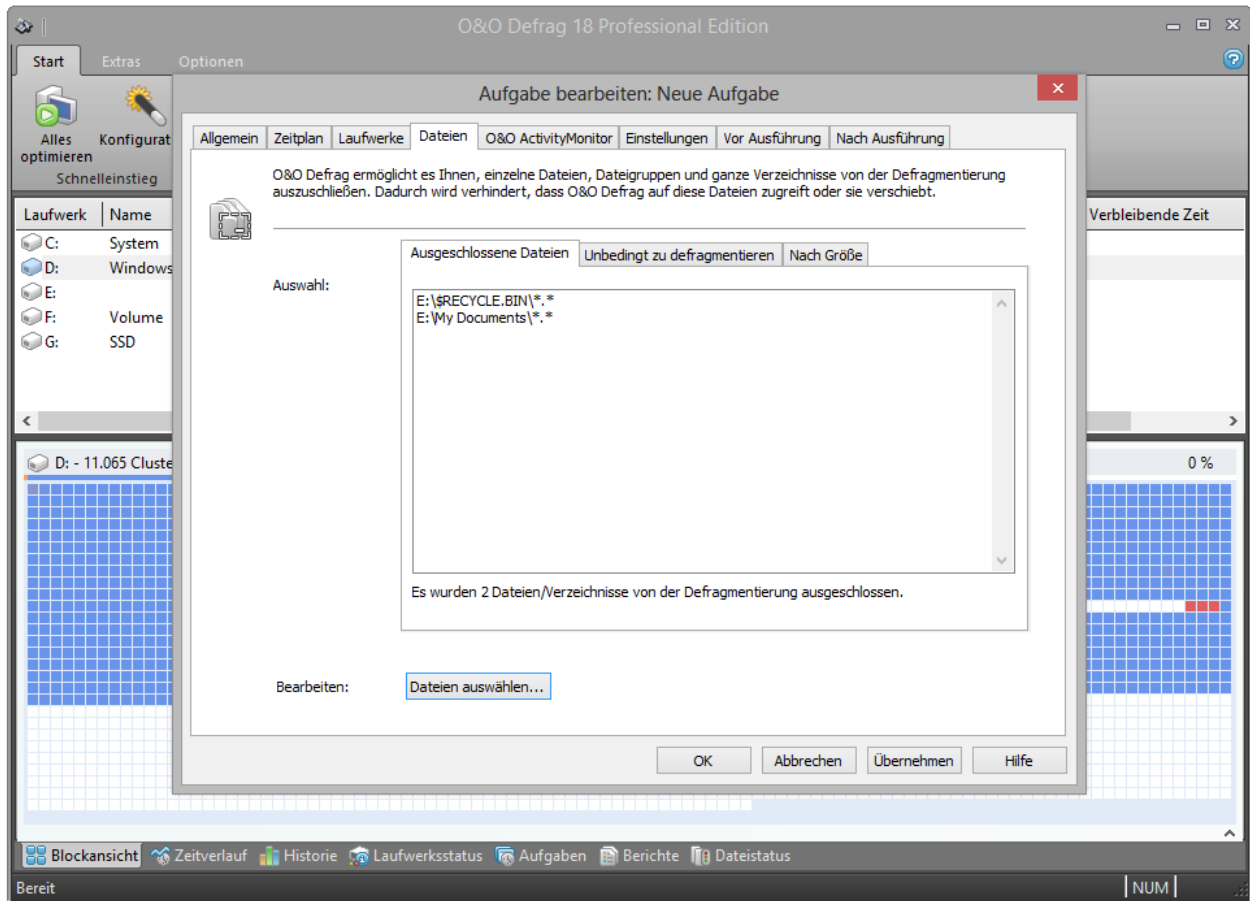 O&O Defrag 18 Professional Edition
Start Extras Optionen
Alles optimieren
Konfigurat
Schnelleinstieg
Aufgabe bearbeiten: Neue Aufgabe
Allgemein Zeitplan Laufwerke Dateien O&O ActivityMonitor Einstellungen Vor Ausführung Nach Ausführung
O&O Defrag ermöglicht es Ihnen, einzelne Dateien, Dateigruppen und ganze Verzeichnisse von der Defragmentierung
auszuschließen. Dadurch wird verhindert, dass O&O Defrag auf diese Dateien zugreift oder sie verschiebt.
Laufwerk Name Verbleibende Zeit
C: System
D: Windows
E:
F: Volume
G: SSD
Ausgeschlossene Dateien Unbedingt zu defragmentieren Nach Größe
Auswahl:
E:\$RECYCLE.BIN\*.*
E:\My Documents\*.*
Es wurden 2 Dateien/Verzeichnisse von der Defragmentierung ausgeschlossen.
Bearbeiten: Dateien auswählen...
OK Abbrechen Übernehmen Hilfe
D: - 11.065 Cluste 0 %
Blockansicht Zeitverlauf Historie Laufwerksstatus Aufgaben Berichte Dateistatus
Bereit NUM